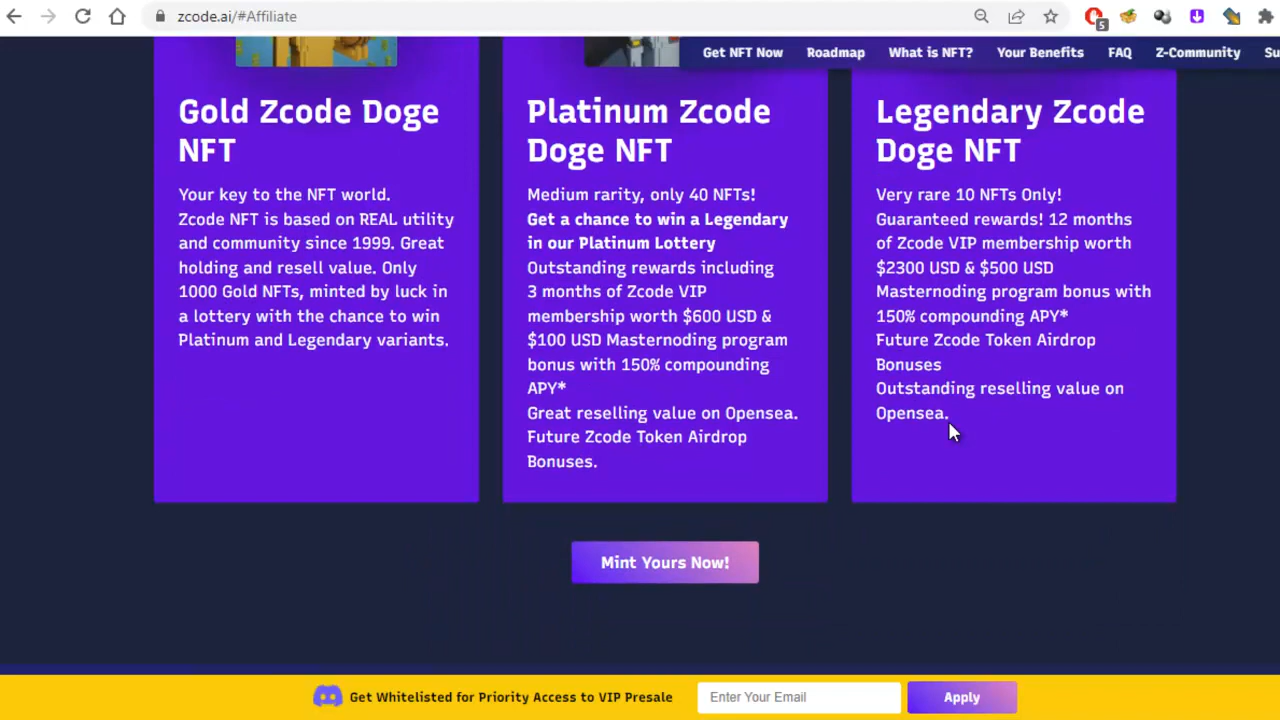 zcode.ai/#Affiliate
5
Get NFT Now Roadmap What is NFT? Your Benefits FAQ Z-Community Su
Gold Zcode Doge
NFT
Your key to the NFT world.
Zcode NFT is based on REAL utility
and community since 1999. Great
holding and resell value. Only
1000 Gold NFTs, minted by luck in
a lottery with the chance to win
Platinum and Legendary variants.
Platinum Zcode
Doge NFT
Medium rarity, only 40 NFTs!
Get a chance to win a Legendary
in our Platinum Lottery
Outstanding rewards including
3 months of Zcode VIP
membership worth $600 USD &
$100 USD Masternoding program
bonus with 150% compounding
APY*
Great reselling value on Opensea.
Future Zcode Token Airdrop
Bonuses.
Legendary Zcode
Doge NFT
Very rare 10 NFTs Only!
Guaranteed rewards! 12 months
of Zcode VIP membership worth
$2300 USD & $500 USD
Masternoding program bonus with
150% compounding APY*
Future Zcode Token Airdrop
Bonuses
Outstanding reselling value on
Opensea.
Mint Yours Now!
Get Whitelisted for Priority Access to VIP Presale
Enter Your Email
Apply